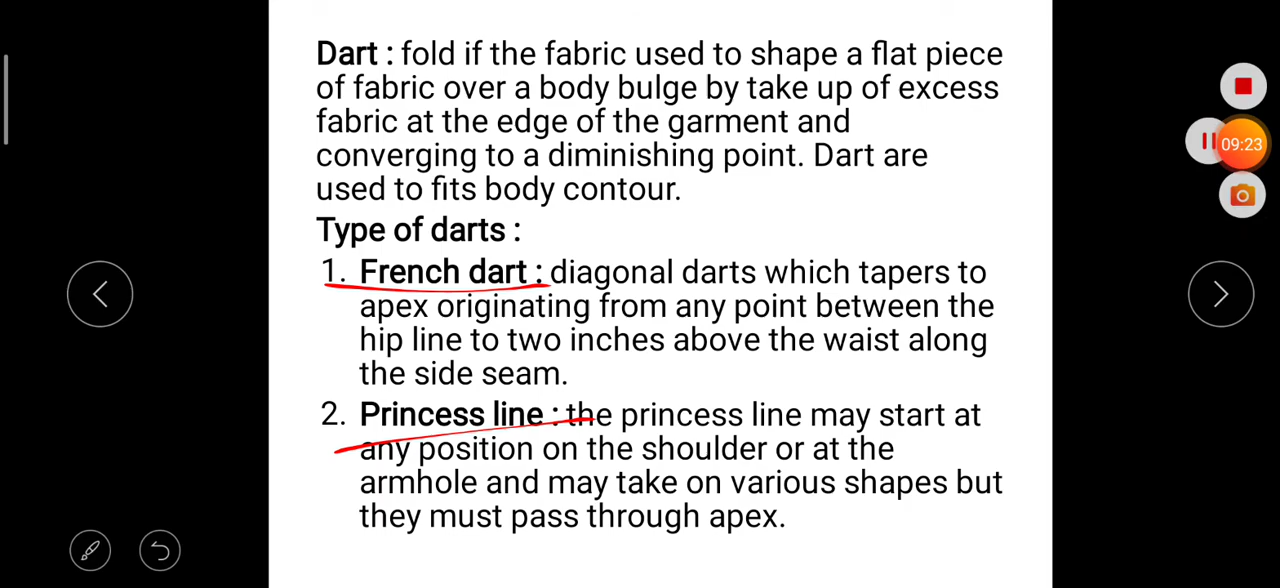 Dart : fold if the fabric used to shape a flat piece
of fabric over a body bulge by take up of excess
fabric at the edge of the garment and
converging to a diminishing point. Dart are
used to fits body contour.
Type of darts :
1. French dart : diagonal darts which tapers to
apex originating from any point between the
hip line to two inches above the waist along
the side seam.
2. Princess line : the princess line may start at
any position on the shoulder or at the
armhole and may take on various shapes but
they must pass through apex.
09:23